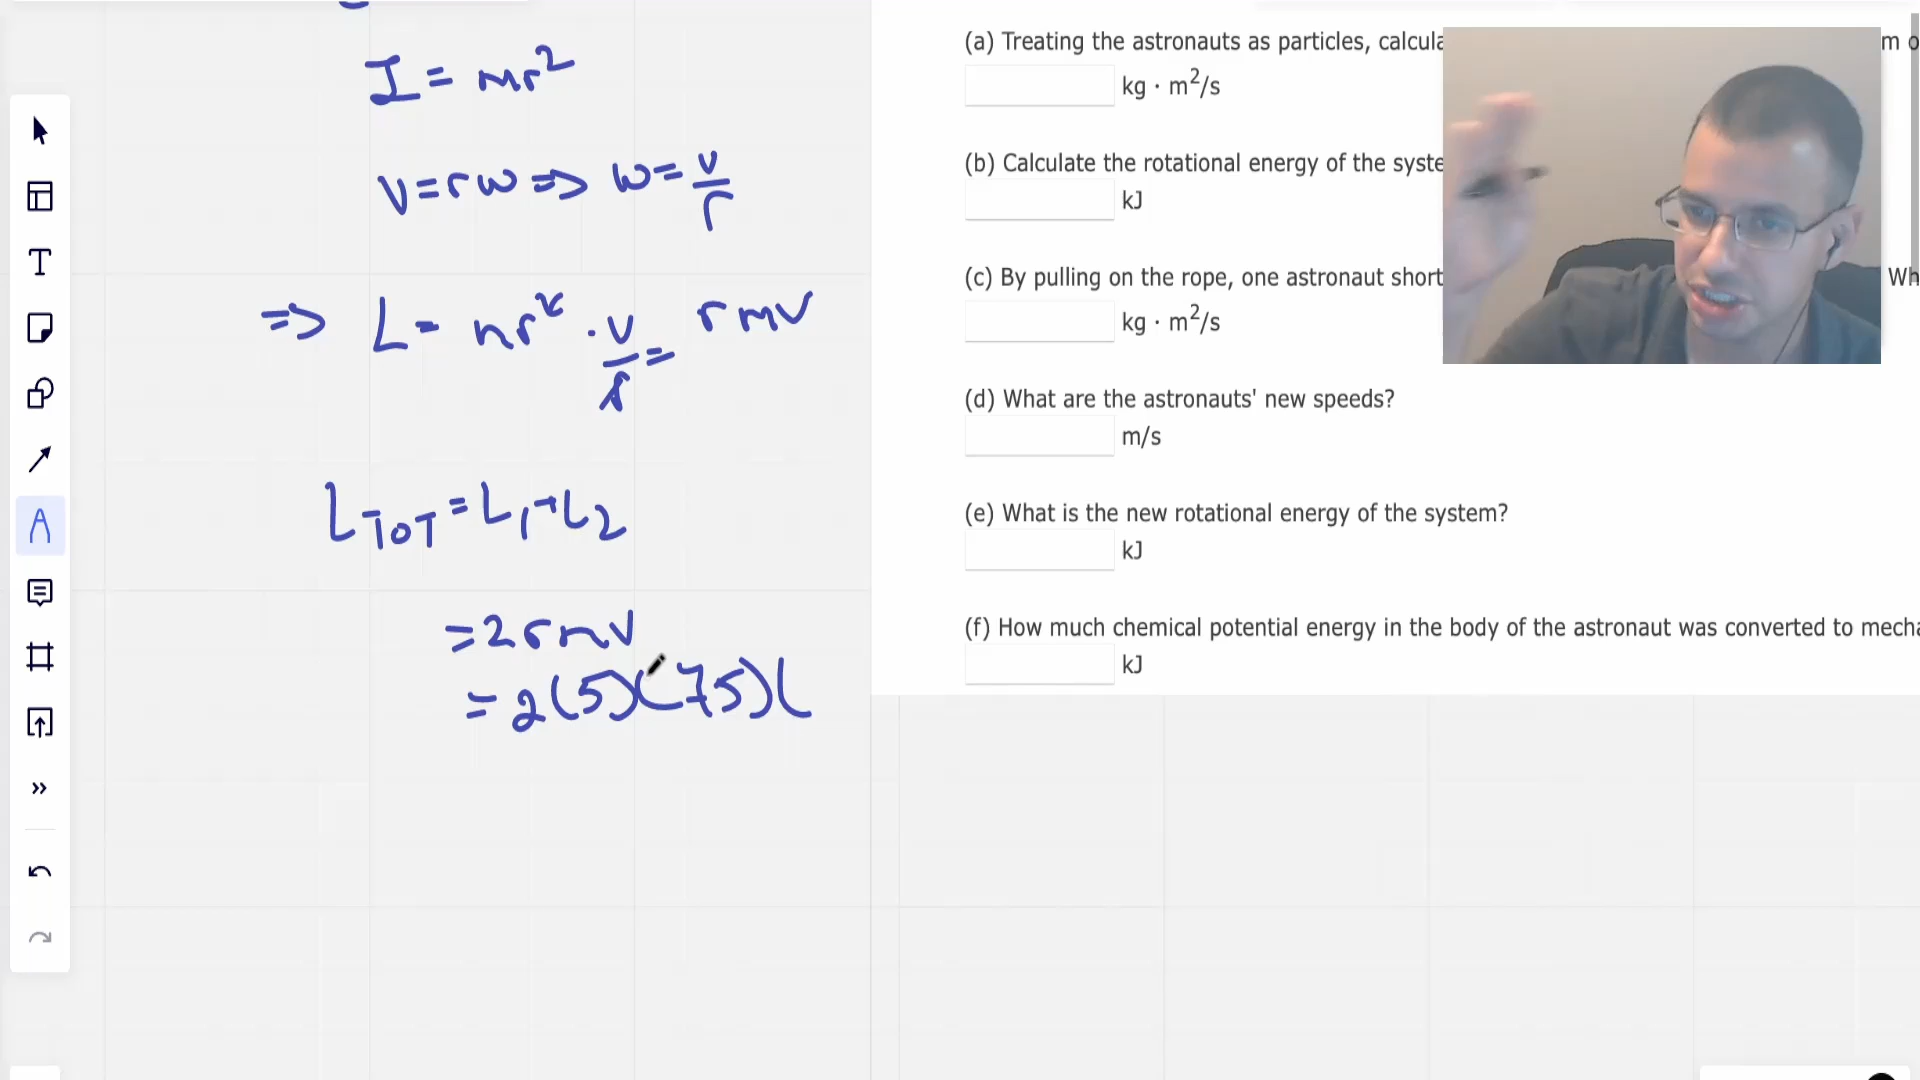 I = mr²
v = rw => w = v/r
=> L = mr² · v/r = rmv
L_TOT = L₁ + L₂
= 2rmv
= 2(5)(75)(
(a) Treating the astronauts as particles, calcula
m o
kg · m²/s
(b) Calculate the rotational energy of the syste
kJ
(c) By pulling on the rope, one astronaut short
Wh
kg · m²/s
(d) What are the astronauts' new speeds?
m/s
(e) What is the new rotational energy of the system?
kJ
(f) How much chemical potential energy in the body of the astronaut was converted to mecha
kJ